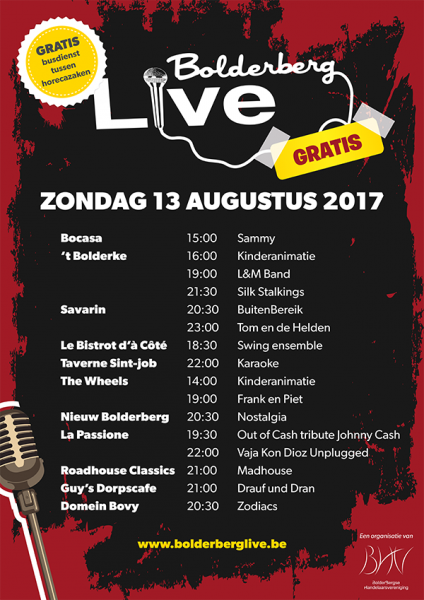 GRATIS
busdienst
tussen
horecazaken
Bolderberg
Live
GRATIS
ZONDAG 13 AUGUSTUS 2017
Bocasa 15:00 Sammy
't Bolderke 16:00 Kinderanimatie
19:00 L&M Band
21:30 Silk Stalkings
Savarin 20:30 BuitenBereik
23:00 Tom en de Helden
Le Bistrot d'à Côté 18:30 Swing ensemble
Taverne Sint-job 22:00 Karaoke
The Wheels 14:00 Kinderanimatie
19:00 Frank en Piet
Nieuw Bolderberg 20:30 Nostalgia
La Passione 19:30 Out of Cash tribute Johnny Cash
22:00 Vaja Kon Dioz Unplugged
Roadhouse Classics 21:00 Madhouse
Guy's Dorpscafe 21:00 Drauf und Dran
Domein Bovy 20:30 Zodiacs
www.bolderberglive.be
Een organisatie van
BHV
Bolderbergse
Handelaarsvereniging